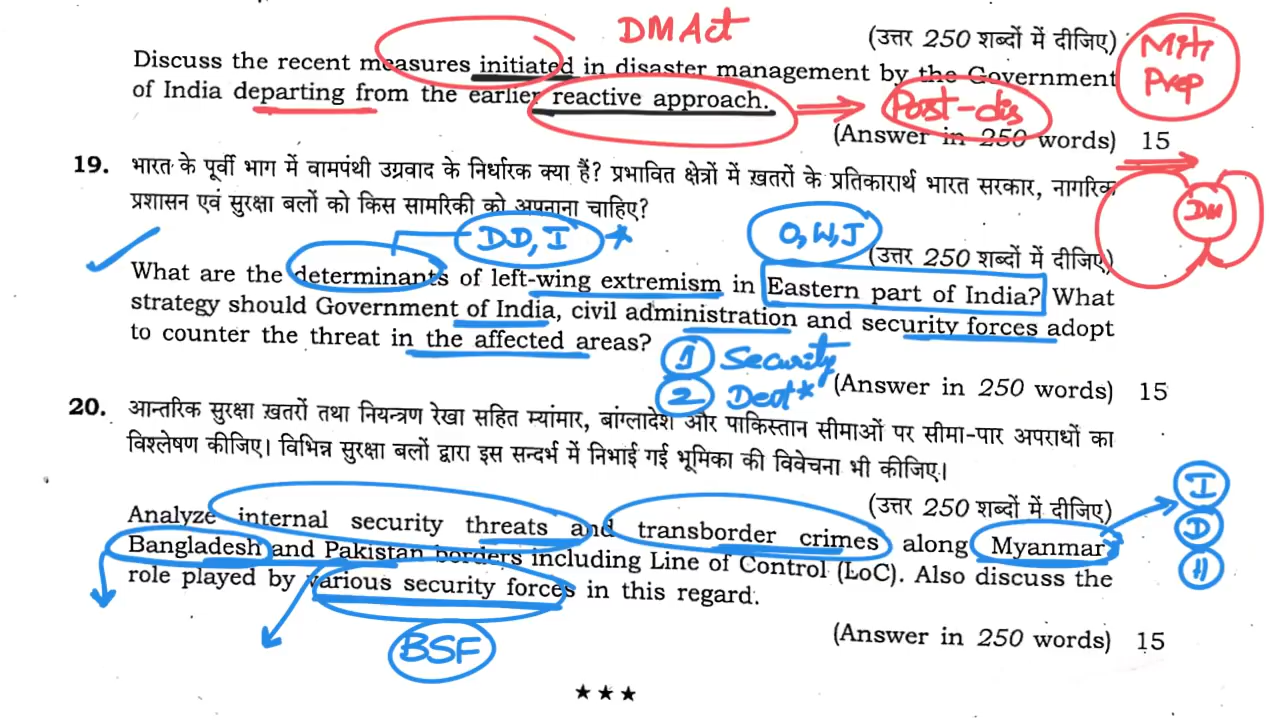 DM Act
(उत्तर 250 शब्दों में दीजिए)
Miti
Prep
Discuss the recent measures initiated in disaster management by the Government
of India departing from the earlier reactive approach.
Post-dis
(Answer in 250 words) 15
19. भारत के पूर्वी भाग में वामपंथी उग्रवाद के निर्धारक क्या हैं? प्रभावित क्षेत्रों में ख़तरों के प्रतिकारार्थ भारत सरकार, नागरिक
प्रशासन एवं सुरक्षा बलों को किस सामरिकी को अपनाना चाहिए?
DM
DD, I *
O, W, J
(उत्तर 250 शब्दों में दीजिए)
What are the determinants of left-wing extremism in Eastern part of India? What
strategy should Government of India, civil administration and security forces adopt
to counter the threat in the affected areas?
1 Security
2 Devt *
(Answer in 250 words) 15
20. आन्तरिक सुरक्षा ख़तरों तथा नियन्त्रण रेखा सहित म्यांमार, बांग्लादेश और पाकिस्तान सीमाओं पर सीमा-पार अपराधों का
विश्लेषण कीजिए। विभिन्न सुरक्षा बलों द्वारा इस सन्दर्भ में निभाई गई भूमिका की विवेचना भी कीजिए।
(उत्तर 250 शब्दों में दीजिए)
I
D
H
Analyze internal security threats and transborder crimes along Myanmar,
Bangladesh and Pakistan borders including Line of Control (LoC). Also discuss the
role played by various security forces in this regard.
BSF
(Answer in 250 words) 15
★★★